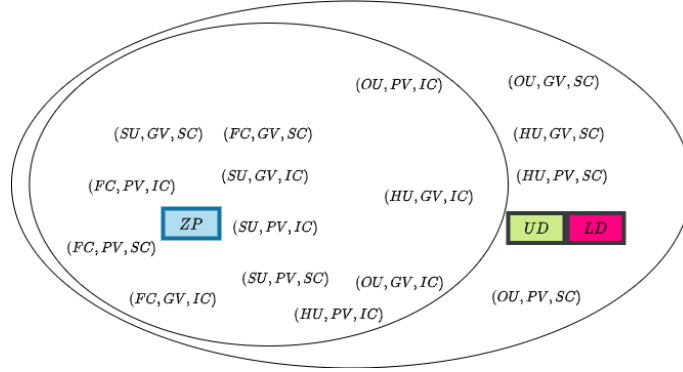 (OU, PV, IC)
(OU, GV, SC)
(SU, GV, SC)
(FC, GV, SC)
(HU, GV, SC)
(SU, GV, IC)
(HU, PV, SC)
(FC, PV, IC)
(HU, GV, IC)
ZP
(SU, PV, IC)
UD
LD
(FC, PV, SC)
(SU, PV, SC)
(OU, GV, IC)
(FC, GV, IC)
(OU, PV, SC)
(HU, PV, IC)